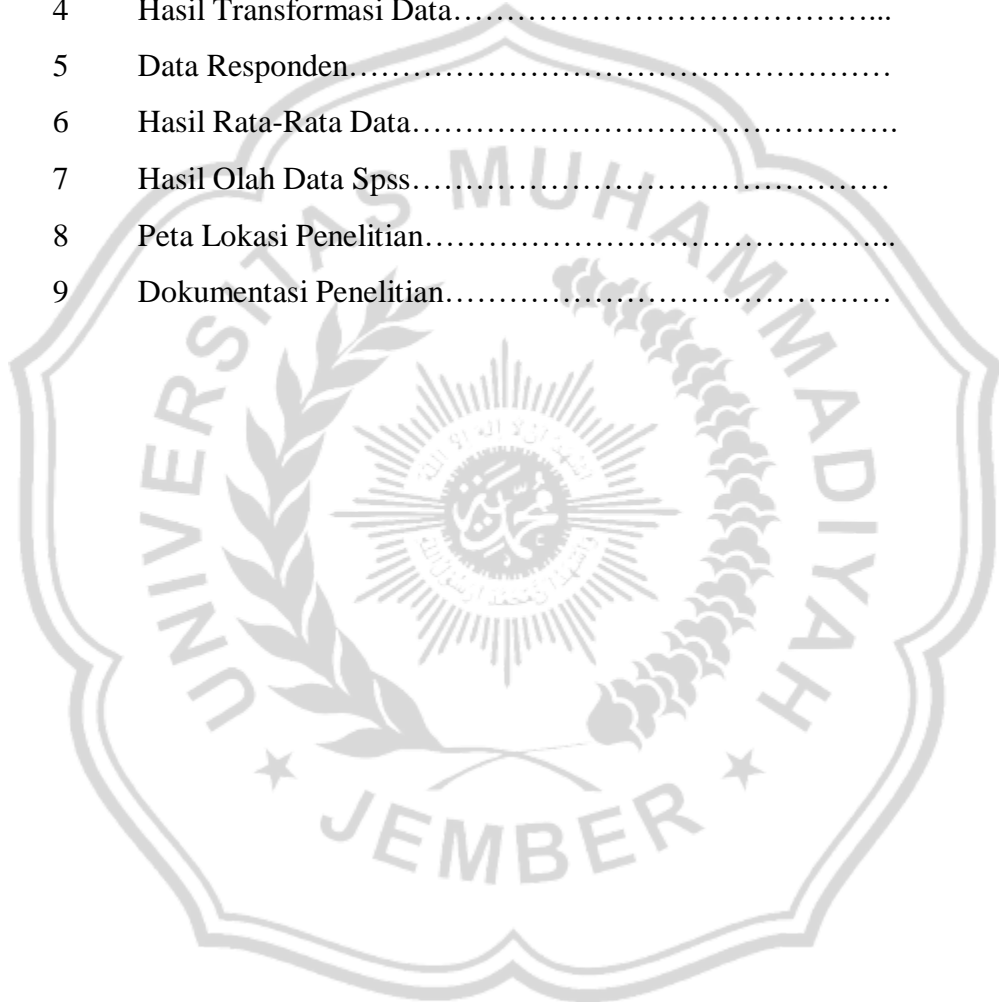 4 Hasil Transformasi Data…………………………………...
5 Data Responden……………………………………………
6 Hasil Rata-Rata Data……………………………………….
7 Hasil Olah Data Spss………………………………………
8 Peta Lokasi Penelitian……………………………………...
9 Dokumentasi Penelitian……………………………………
UNIVERSITAS MUHAMMADIYAH
JEMBER